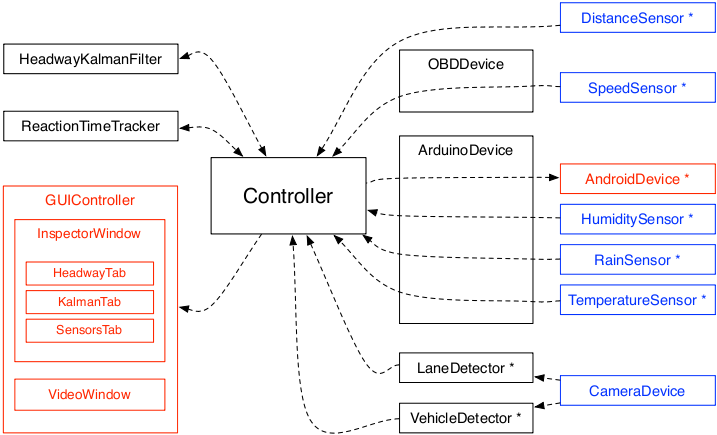 DistanceSensor *
HeadwayKalmanFilter
OBDDevice
SpeedSensor *
ReactionTimeTracker
ArduinoDevice
Controller
AndroidDevice *
GUIController
HumiditySensor *
InspectorWindow
RainSensor *
HeadwayTab
KalmanTab
TemperatureSensor *
SensorsTab
LaneDetector *
VideoWindow
CameraDevice
VehicleDetector *